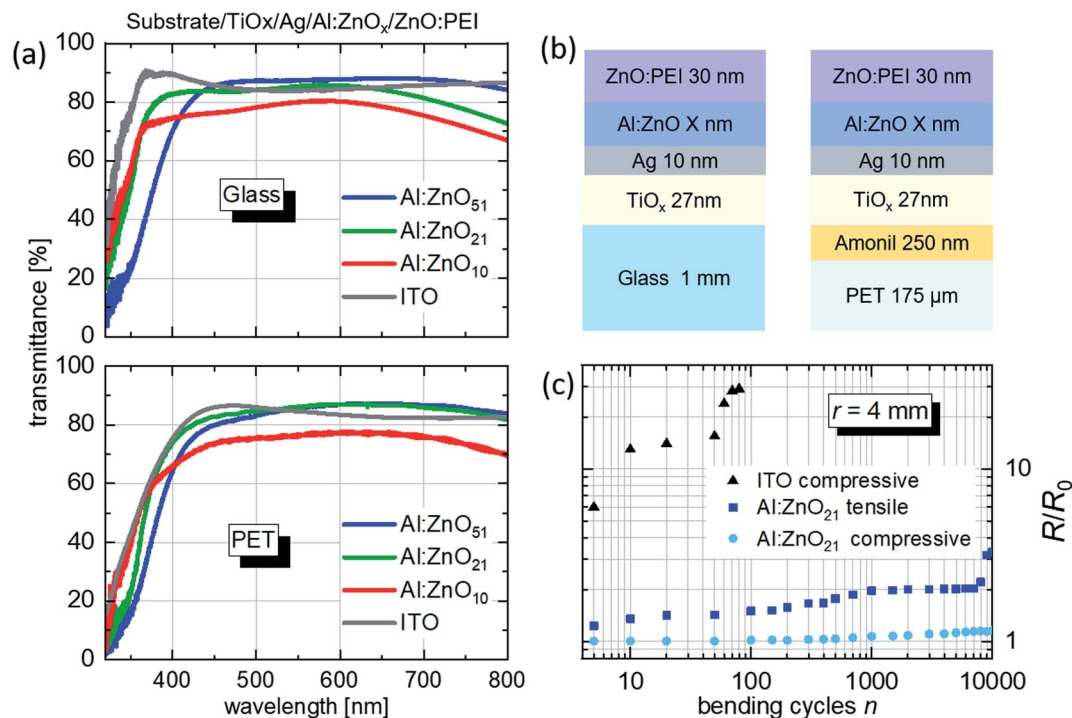 Substrate/TiOx/Ag/Al:ZnOₓ/ZnO:PEI
(a)
100
80
60
40
20
0
Glass
Al:ZnO₅₁
Al:ZnO₂₁
Al:ZnO₁₀
ITO
transmittance [%]
100
80
60
40
20
0
PET
Al:ZnO₅₁
Al:ZnO₂₁
Al:ZnO₁₀
ITO
400 500 600 700 800
wavelength [nm]
(b)
ZnO:PEI 30 nm
Al:ZnO X nm
Ag 10 nm
TiOₓ 27nm
Glass 1 mm
ZnO:PEI 30 nm
Al:ZnO X nm
Ag 10 nm
TiOₓ 27nm
Amonil 250 nm
PET 175 µm
(c)
r = 4 mm
ITO compressive
Al:ZnO₂₁ tensile
Al:ZnO₂₁ compressive
10
1
R/R₀
10 100 1000 10000
bending cycles n